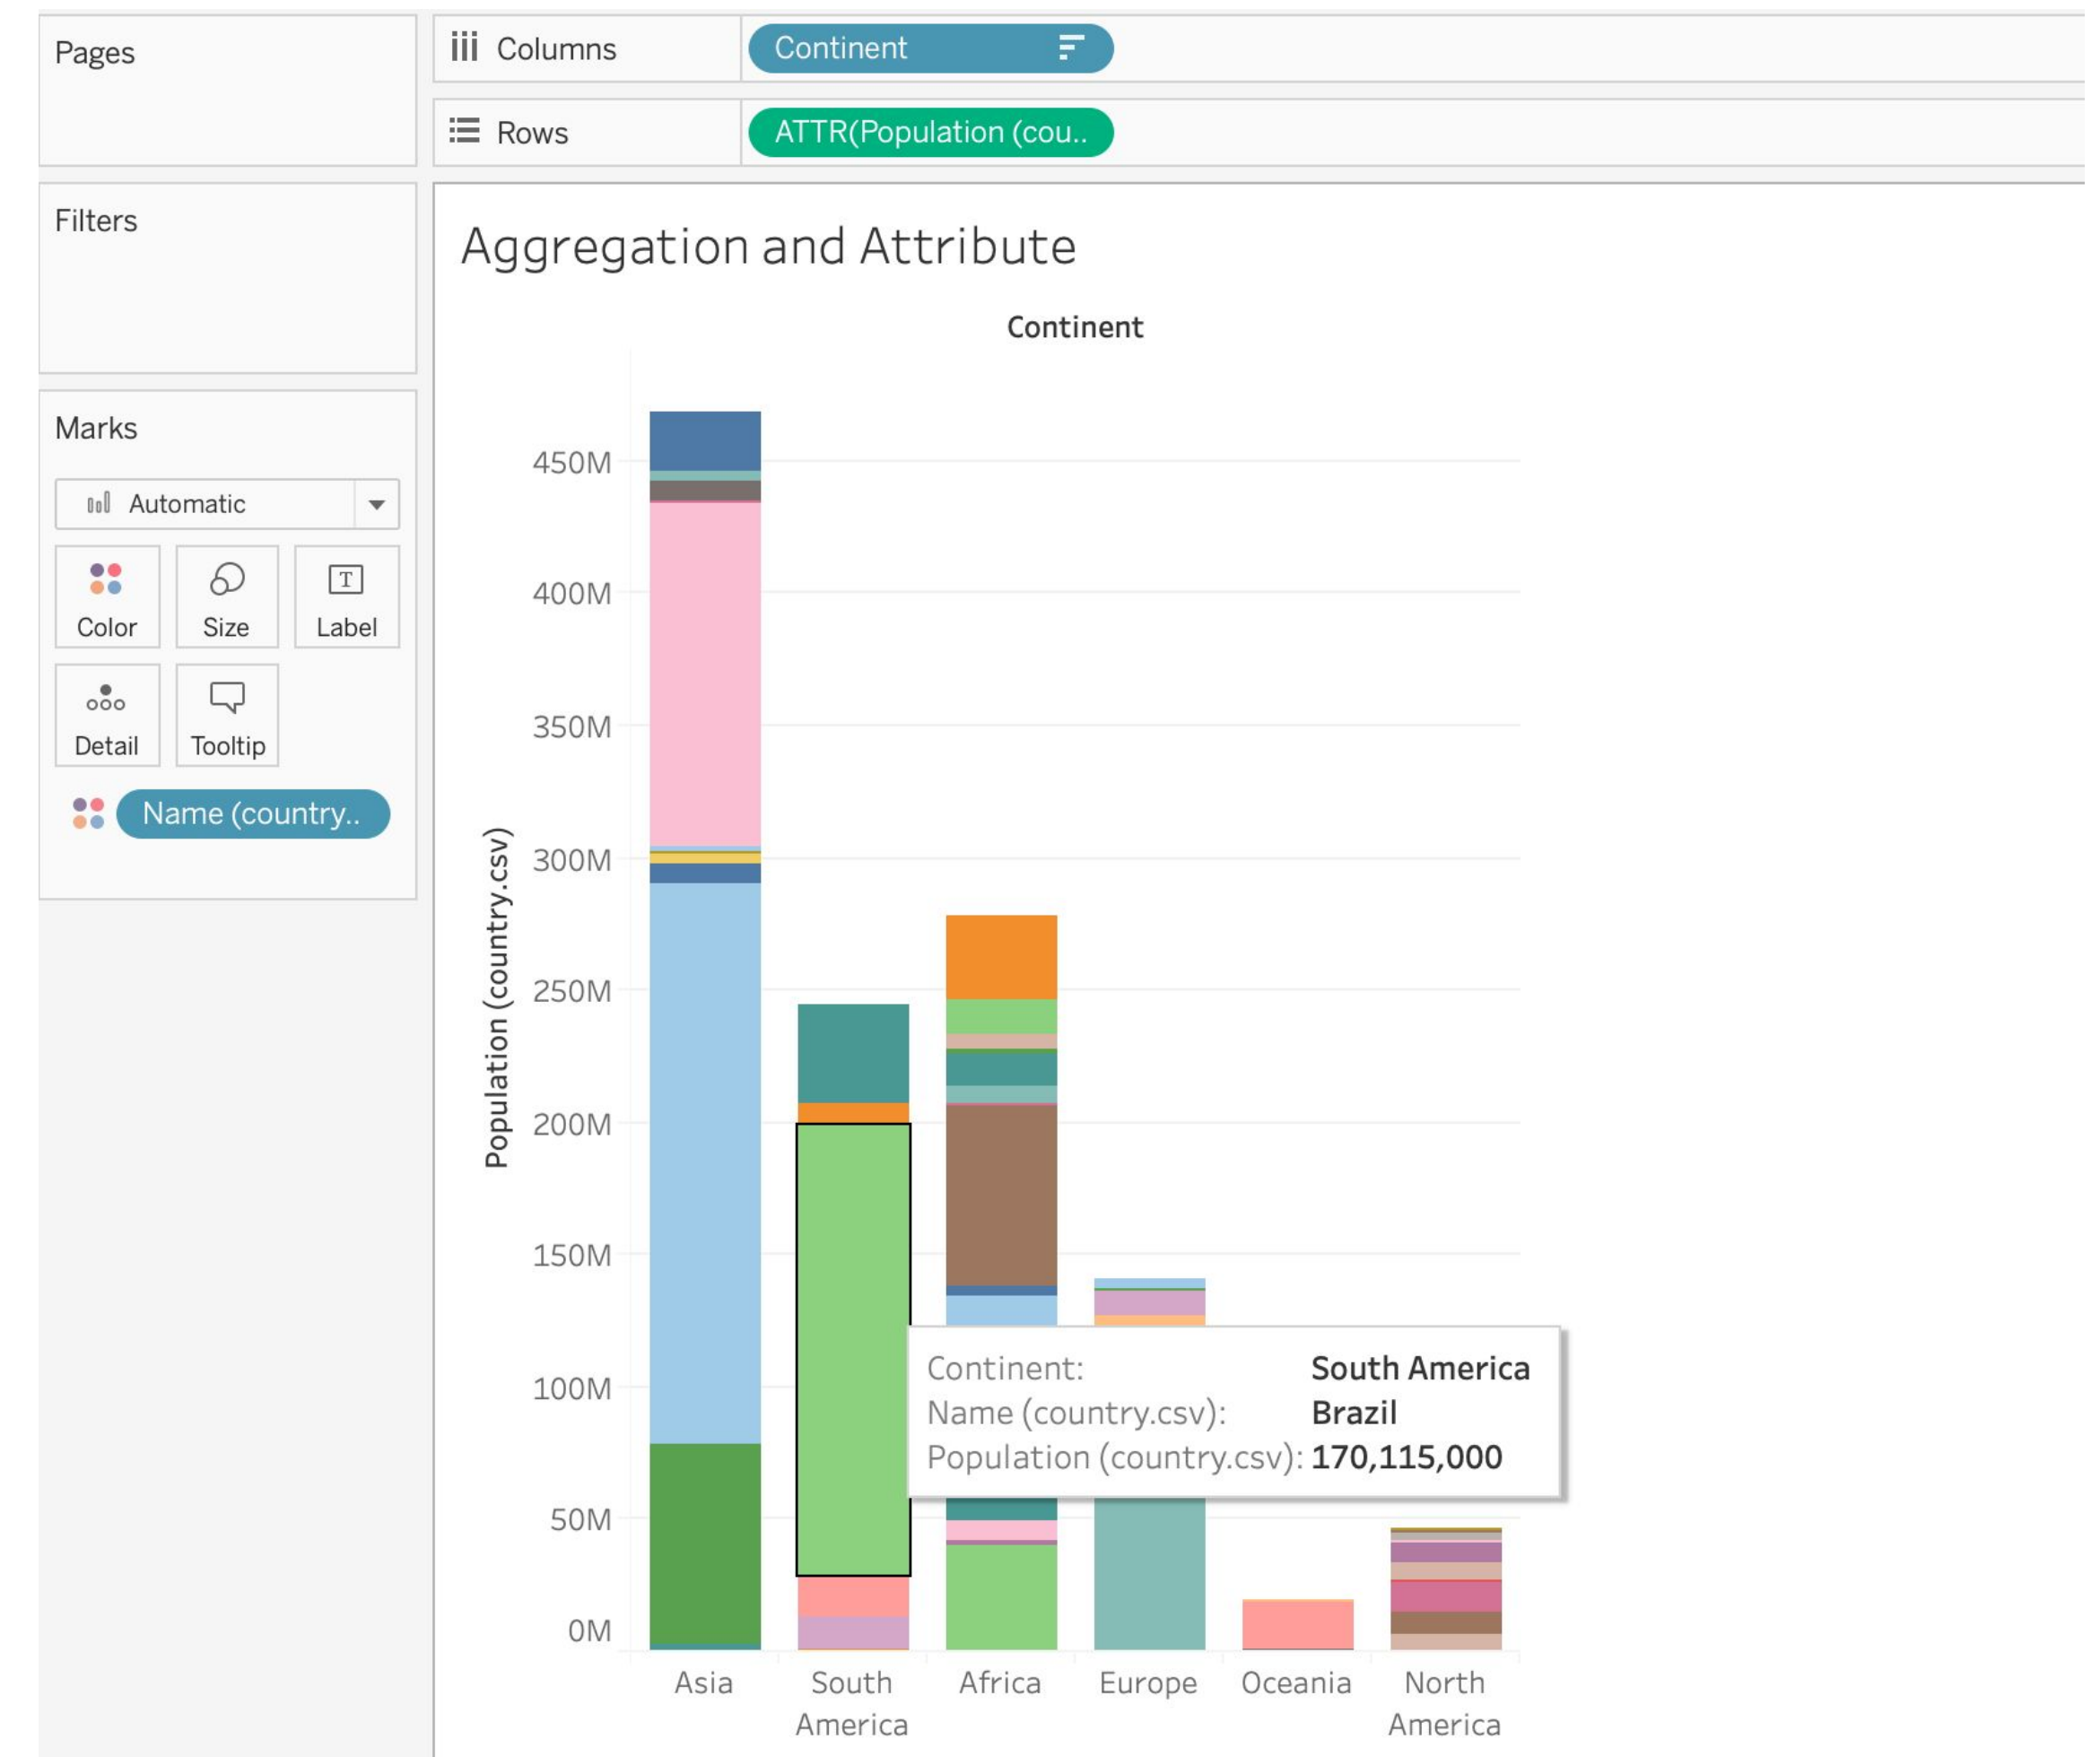 Pages
Columns
Continent
Rows
ATTR(Population (cou..
Filters
Marks
Automatic
Color
Size
T
Label
Detail
Tooltip
Name (country..
Aggregation and Attribute
Continent
Population (country.csv)
450M
400M
350M
300M
250M
200M
150M
100M
50M
0M
Continent: South America
Name (country.csv): Brazil
Population (country.csv): 170,115,000
Asia
South
America
Africa
Europe
Oceania
North
America